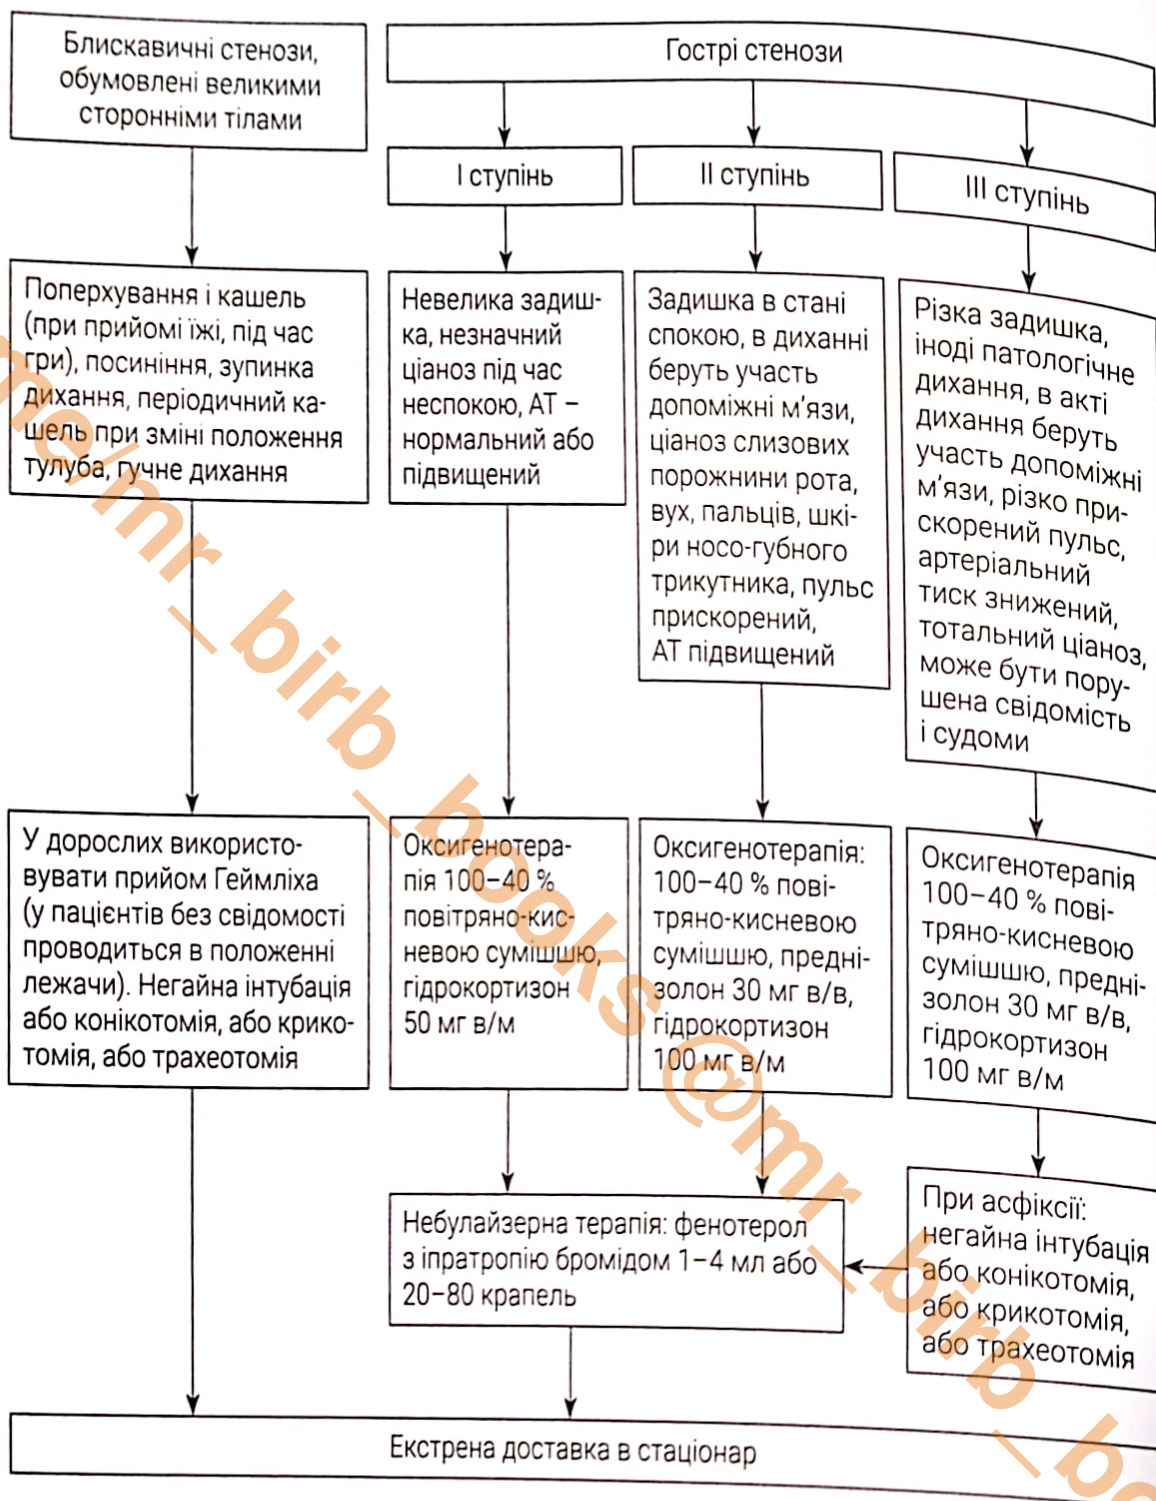 Блискавичні стенози,
обумовлені великими
сторонніми тілами
Гострі стенози
I ступінь
II ступінь
III ступінь
Поперхування і кашель
(при прийомі їжі, під час
гри), посиніння, зупинка
дихання, періодичний ка-
шель при зміні положення
тулуба, гучне дихання
Невелика задиш-
ка, незначний
ціаноз під час
неспокою, АТ –
нормальний або
підвищений
Задишка в стані
спокою, в диханні
беруть участь
допоміжні м'язи,
ціаноз слизових
порожнини рота,
вух, пальців, шкі-
ри носо-губного
трикутника, пульс
прискорений,
АТ підвищений
Різка задишка,
іноді патологічне
дихання, в акті
дихання беруть
участь допоміжні
м'язи, різко при-
скорений пульс,
артеріальний
тиск знижений,
тотальний ціаноз,
може бути пору-
шена свідомість
і судоми
У дорослих використо-
вувати прийом Геймліха
(у пацієнтів без свідомості
проводиться в положенні
лежачи). Негайна інтубація
або конікотомія, або крико-
томія, або трахеотомія
Оксигенотера-
пія 100–40 %
повітряно-кис-
невою сумішшю,
гідрокортизон
50 мг в/м
Оксигенотерапія:
100–40 % пові-
тряно-кисневою
сумішшю, предні-
золон 30 мг в/в,
гідрокортизон
100 мг в/м
Оксигенотерапія
100–40 % пові-
тряно-кисневою
сумішшю, предні-
золон 30 мг в/в,
гідрокортизон
100 мг в/м
Небулайзерна терапія: фенотерол
з іпратропію бромідом 1–4 мл або
20–80 крапель
При асфіксії:
негайна інтубація
або конікотомія,
або крикотомія,
або трахеотомія
Екстрена доставка в стаціонар
me/mr_birb_books @mr_birb_bo